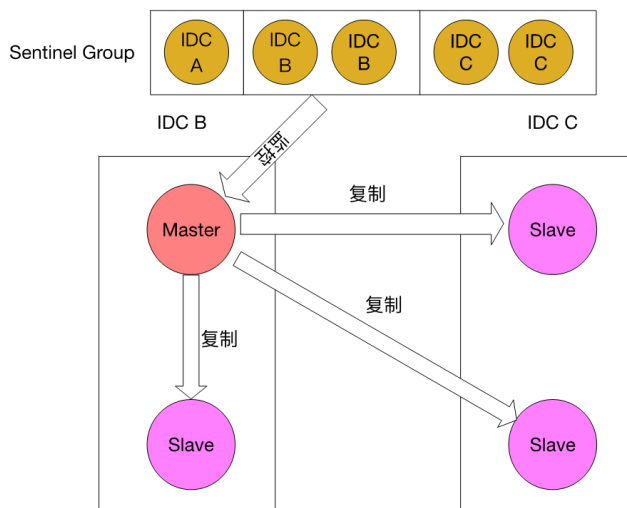 Sentinel Group
IDC
A
IDC
B
IDC
B
IDC
C
IDC
C
IDC B
IDC C
监控
Master
复制
Slave
复制
复制
Slave
Slave